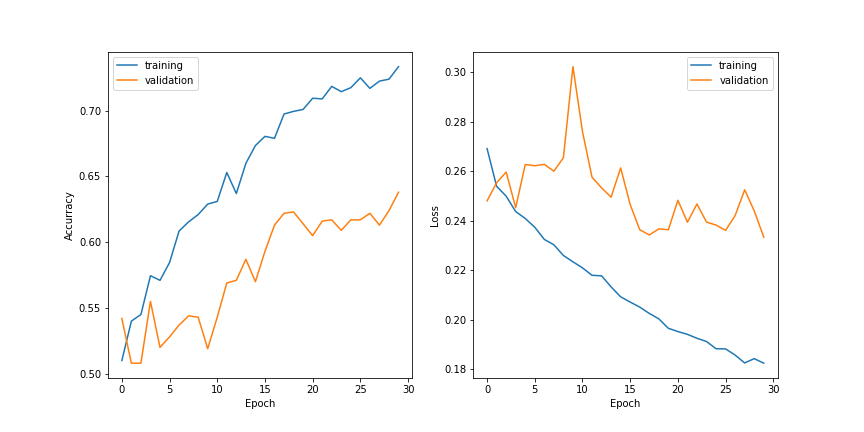 training
validation
0.70
0.65
0.60
0.55
0.50
Accurracy
0 5 10 15 20 25 30
Epoch
training
validation
0.30
0.28
0.26
0.24
0.22
0.20
0.18
Loss
0 5 10 15 20 25 30
Epoch